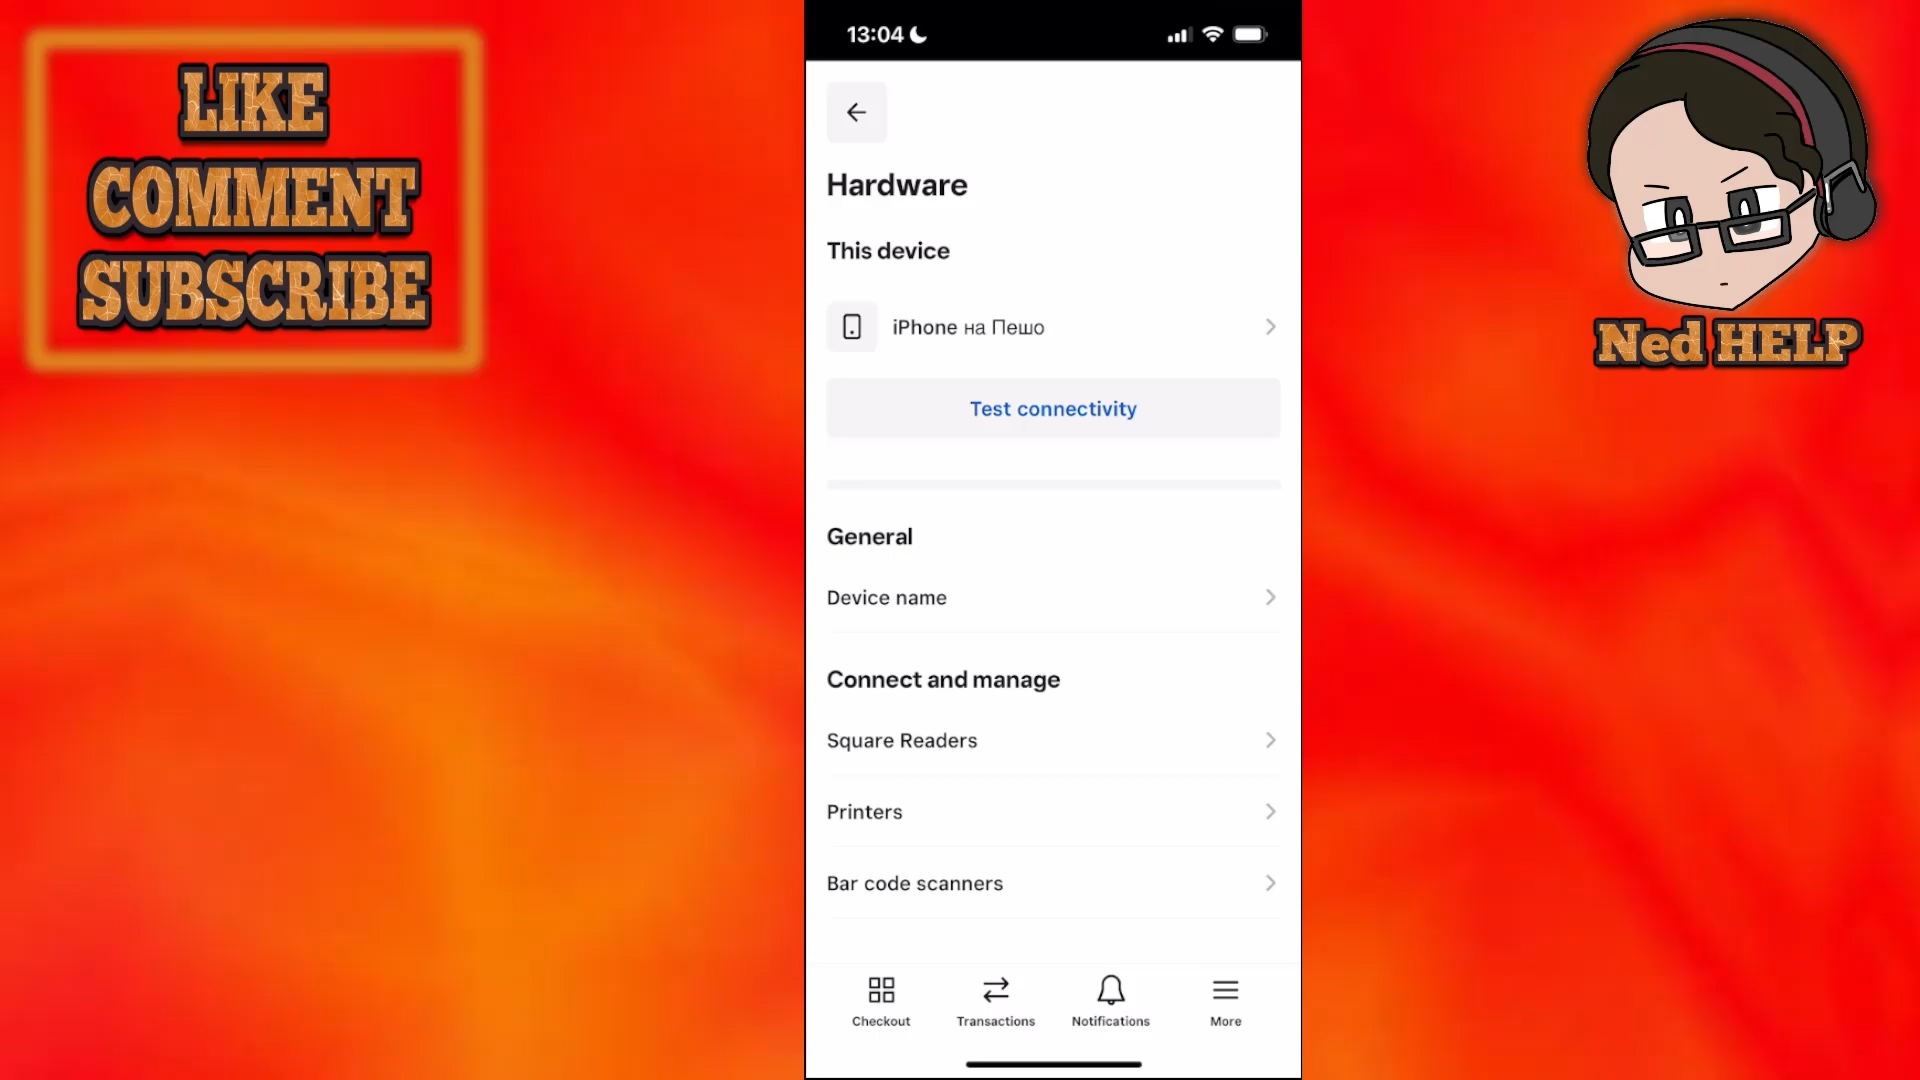 LIKE
COMMENT
SUBSCRIBE
13:04
Hardware
This device
iPhone на Пешо
Test connectivity
General
Device name
Connect and manage
Square Readers
Printers
Bar code scanners
Checkout
Transactions
Notifications
More
Ned HELP